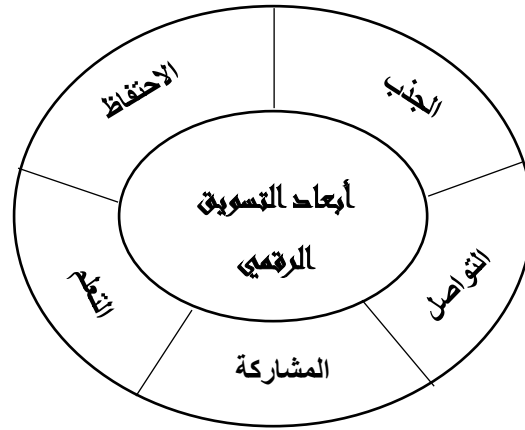 أبعاد التسويق
الرقمي
الجذب
التواصل
المشاركة
التعلم
الاحتفاظ